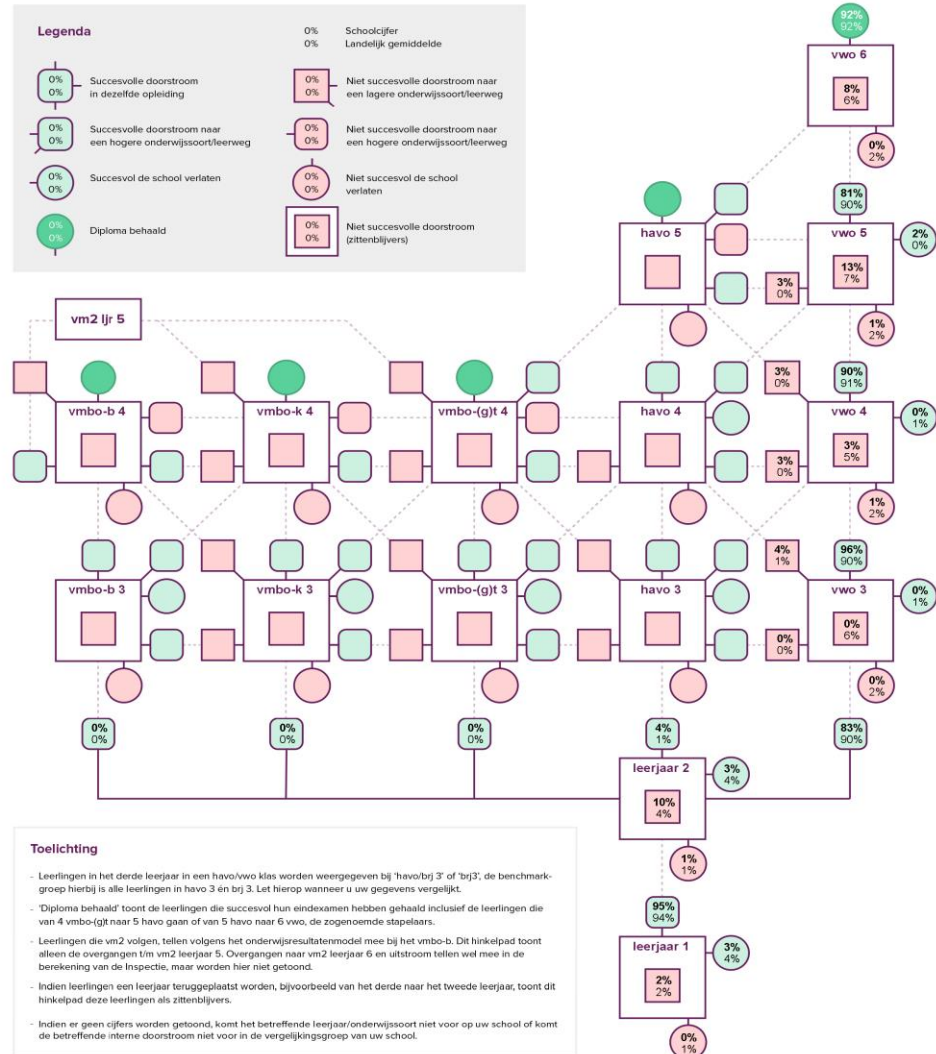 Legenda
0% Schoolcijfer
0% Landelijk gemiddelde
0%
0%
Succesvolle doorstroom
in dezelfde opleiding
0%
0%
Niet succesvolle doorstroom naar
een lagere onderwijssoort/leerweg
0%
0%
Succesvolle doorstroom naar
een hogere onderwijssoort/leerweg
0%
0%
Niet succesvolle doorstroom naar
een hogere onderwijssoort/leerweg
0%
0%
Succesvol de school verlaten
0%
0%
Niet succesvol de school
verlaten
0%
0%
Diploma behaald
0%
0%
Niet succesvolle doorstroom
(zittenblijvers)
92%
92%
vwo 6
8%
6%
0%
2%
81%
90%
havo 5
vwo 5
2%
0%
3%
0%
13%
7%
1%
2%
vm2 ljr 5
3%
0%
90%
91%
vmbo-b 4
vmbo-k 4
vmbo-(g)t 4
havo 4
vwo 4
0%
1%
3%
0%
3%
5%
1%
2%
4%
1%
96%
90%
vmbo-b 3
vmbo-k 3
vmbo-(g)t 3
havo 3
vwo 3
0%
1%
0%
0%
0%
6%
0%
2%
0%
0%
0%
0%
0%
0%
4%
1%
83%
90%
leerjaar 2
3%
4%
10%
4%
1%
1%
95%
94%
leerjaar 1
3%
4%
2%
2%
0%
1%
Toelichting
- Leerlingen in het derde leerjaar in een havo/vwo klas worden weergegeven bij 'havo/brj 3' of 'brj3', de benchmark-
groep hierbij is alle leerlingen in havo 3 én brj 3. Let hierop wanneer u uw gegevens vergelijkt.
- 'Diploma behaald' toont de leerlingen die succesvol hun eindexamen hebben gehaald inclusief de leerlingen die
van 4 vmbo-(g)t naar 5 havo gaan of van 5 havo naar 6 vwo, de zogenoemde stapelaars.
- Leerlingen die vm2 volgen, tellen volgens het onderwijsresultatenmodel mee bij het vmbo-b. Dit hinkelpad toont
alleen de overgangen t/m vm2 leerjaar 5. Overgangen naar vm2 leerjaar 6 en uitstroom tellen wel mee in de
berekening van de Inspectie, maar worden hier niet getoond.
- Indien leerlingen een leerjaar teruggeplaatst worden, bijvoorbeeld van het derde naar het tweede leerjaar, toont dit
hinkelpad deze leerlingen als zittenblijvers.
- Indien er geen cijfers worden getoond, komt het betreffende leerjaar/onderwijssoort niet voor op uw school of komt
de betreffende interne doorstroom niet voor in de vergelijkingsgroep van uw school.